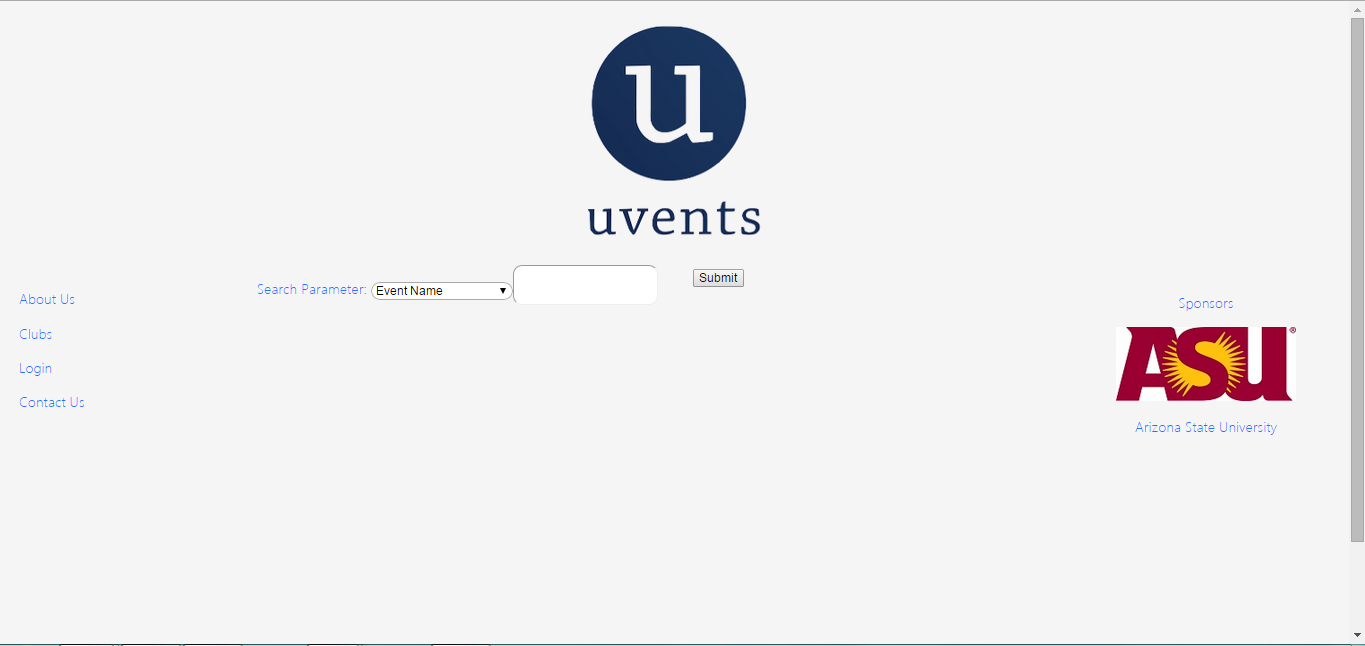 u
uvents
Search Parameter: Event Name Submit
About Us
Clubs
Login
Contact Us
Sponsors
ASU®
Arizona State University